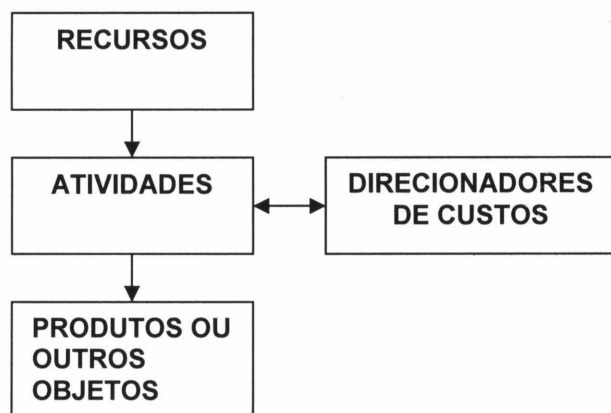 RECURSOS
ATIVIDADES
DIRECIONADORES
DE CUSTOS
PRODUTOS OU
OUTROS
OBJETOS